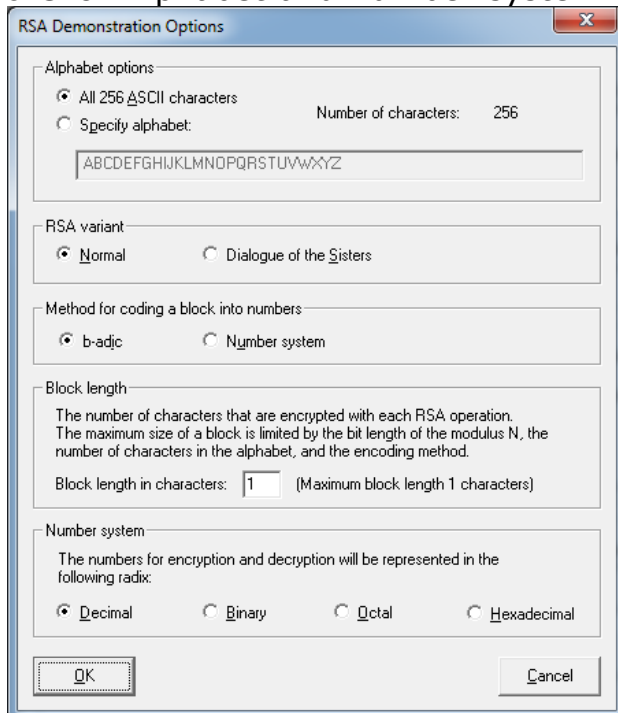 RSA Demonstration Options
Alphabet options
All 256 ASCII characters
Number of characters: 256
Specify alphabet:
ABCDEFGHIJKLMNOPQRSTUVWXYZ
RSA variant
Normal Dialogue of the Sisters
Method for coding a block into numbers
b-adic Number system
Block length
The number of characters that are encrypted with each RSA operation.
The maximum size of a block is limited by the bit length of the modulus N, the
number of characters in the alphabet, and the encoding method.
Block length in characters: 1 (Maximum block length 1 characters)
Number system
The numbers for encryption and decryption will be represented in the
following radix:
Decimal Binary Octal Hexadecimal
OK Cancel